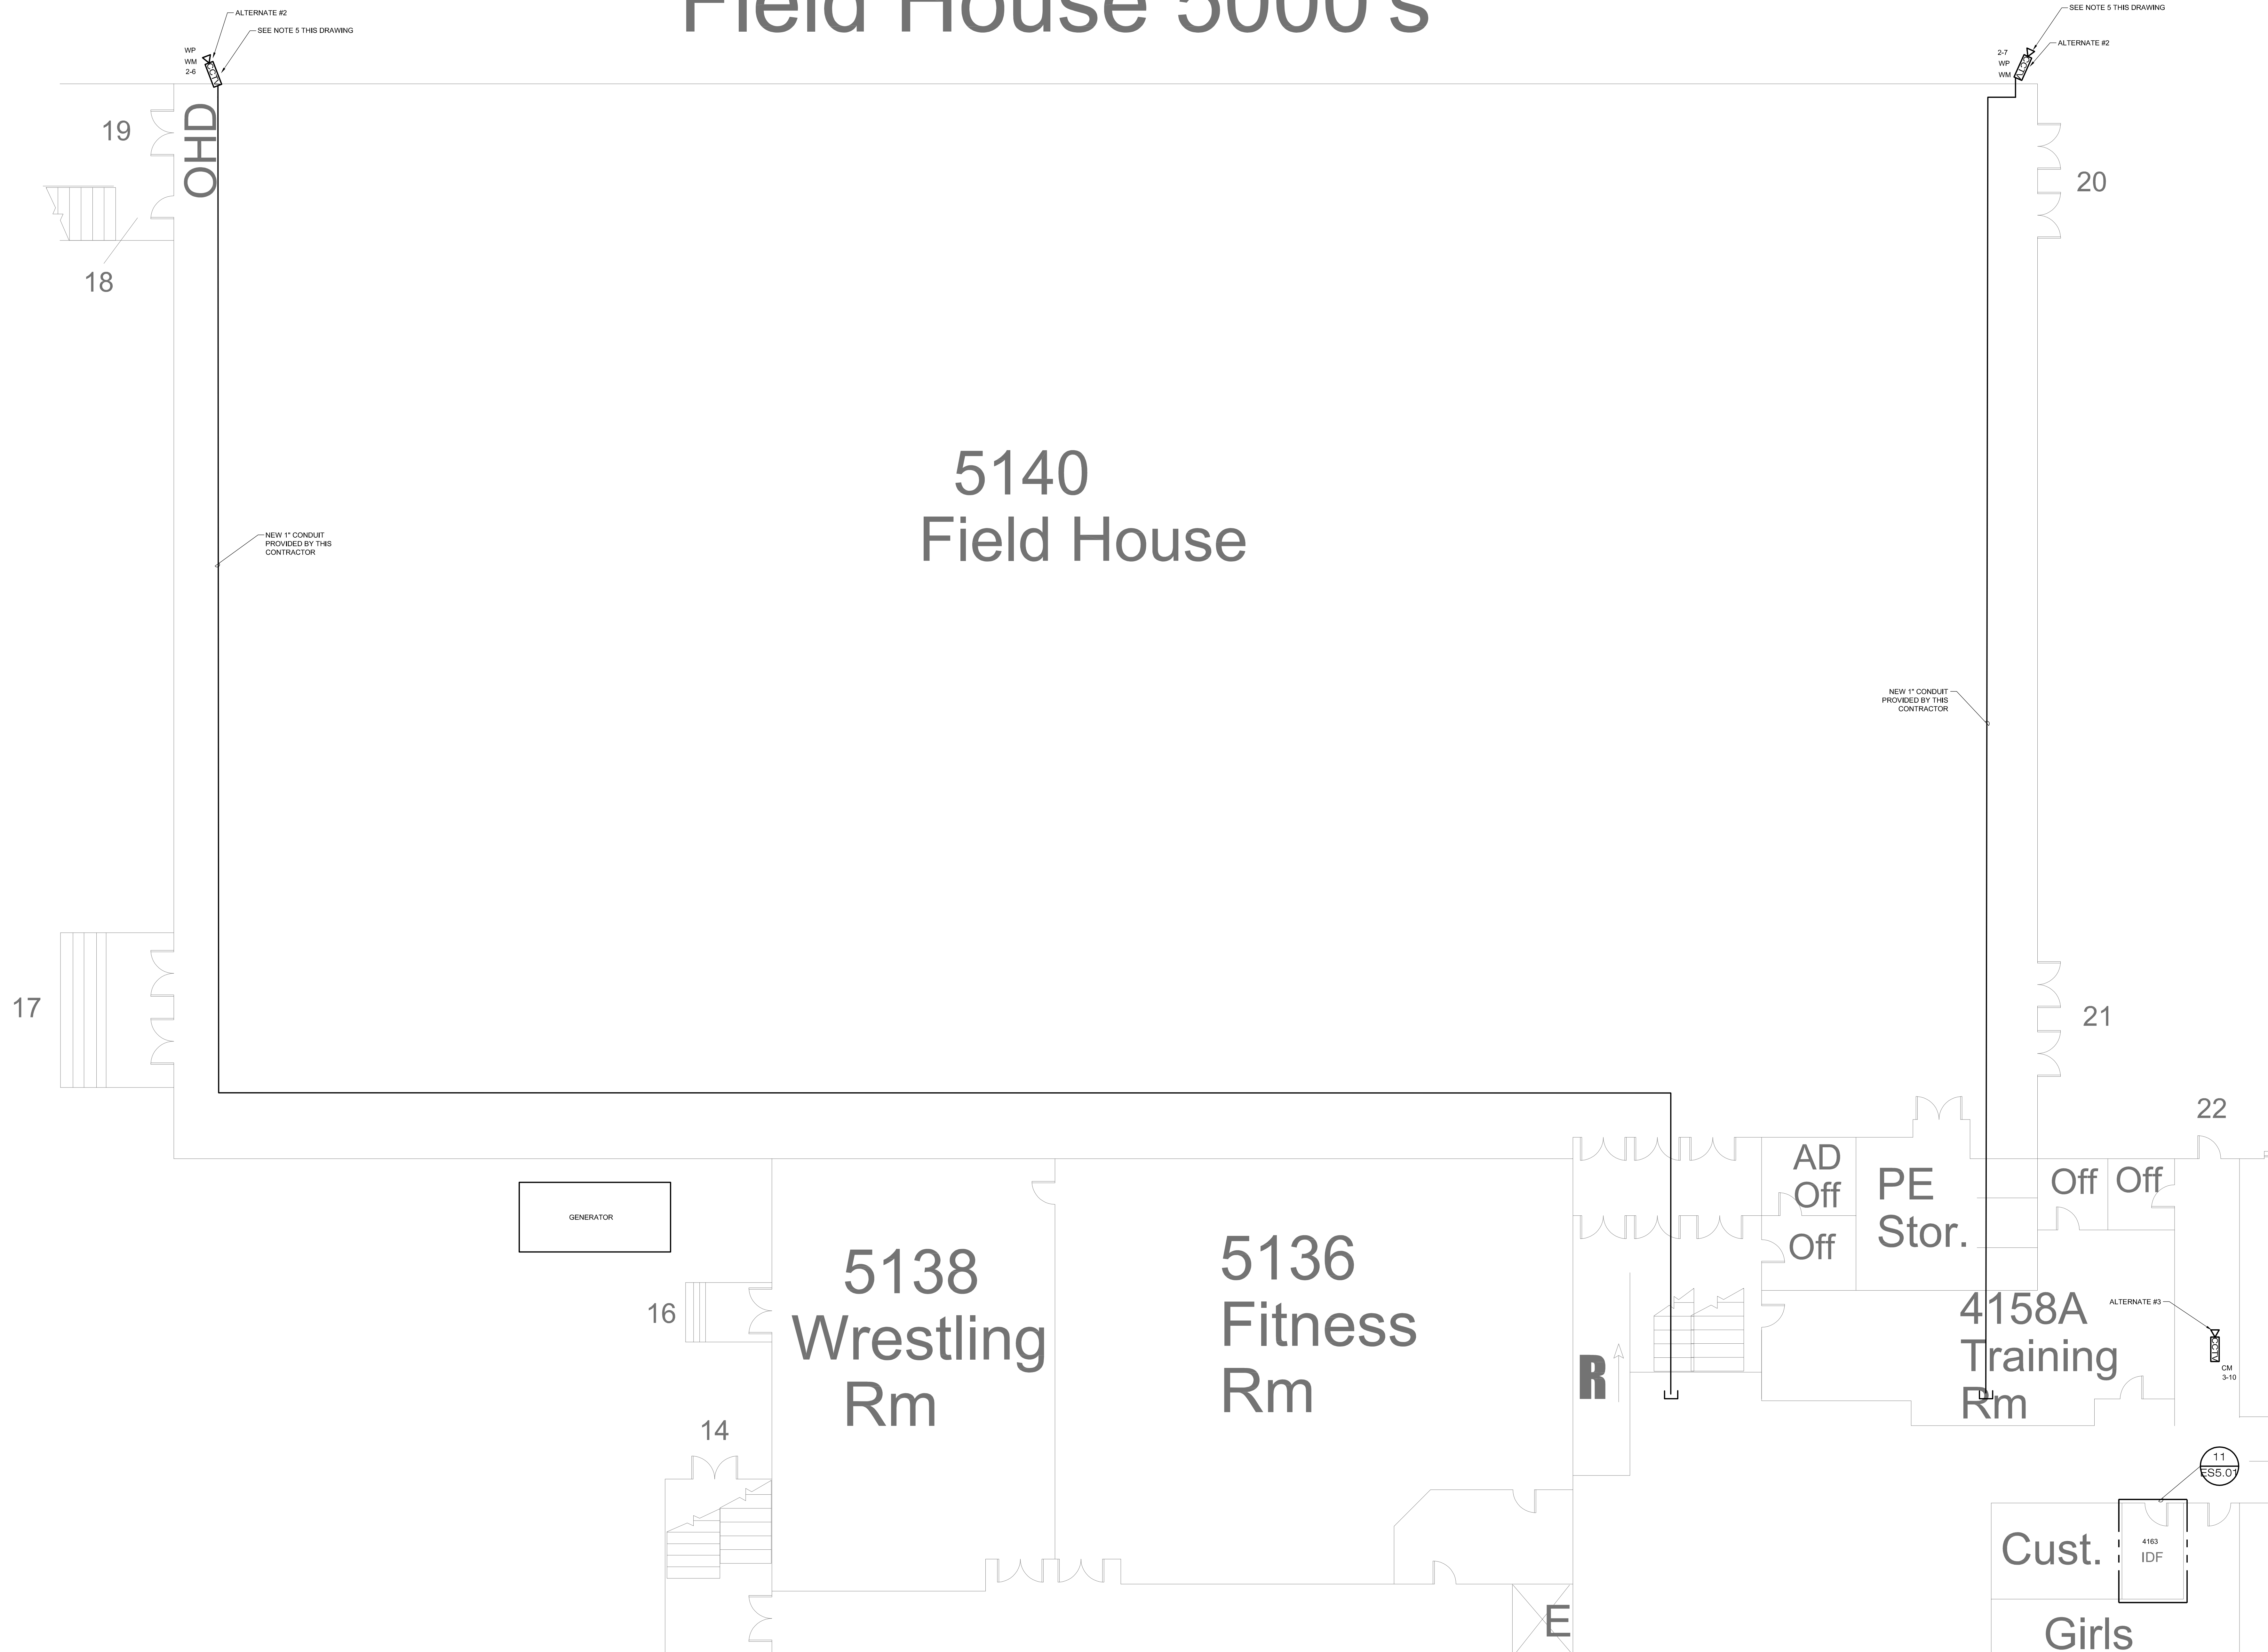 Field House 5000's
ALTERNATE #2
SEE NOTE 5 THIS DRAWING
WP
WM
2-6
CCTV
SEE NOTE 5 THIS DRAWING
ALTERNATE #2
2-7
WP
WM
CCTV
19
OHD
18
20
5140
Field House
NEW 1" CONDUIT
PROVIDED BY THIS
CONTRACTOR
NEW 1" CONDUIT
PROVIDED BY THIS
CONTRACTOR
17
21
22
GENERATOR
AD
Off
Off
PE
Stor.
Off
Off
5138
Wrestling
Rm
5136
Fitness
Rm
16
R
4158A
Training
Rm
ALTERNATE #3
CCTV
CM
3-10
14
11
ES5.01
Cust.
4163
IDF
E
Girls